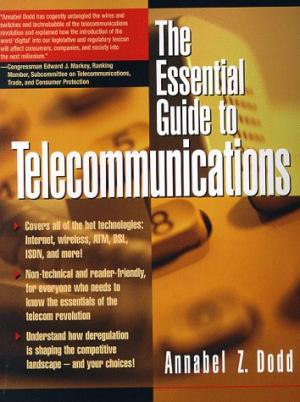 "Annabel Dodd has cogently untangled the wires and
switches and technobabble of the telecommunications
revolution and explained how the introduction of the
word 'digital' into our legislative and regulatory lexicon
will affect consumers, companies, and society into
the next millenium."
—Congressman Edward J. Markey, Ranking
Member, Subcommittee on Telecommunications,
Trade, and Consumer Protection
The
Essential
Guide to
Telecommunications
Covers all of the hot technologies:
Internet, wireless, ATM, DSL,
ISDN, and more!
Non-technical and reader-friendly,
for everyone who needs to
know the essentials of the
telecom revolution
Understand how deregulation
is shaping the competitive
landscape – and your choices!
Annabel Z. Dodd